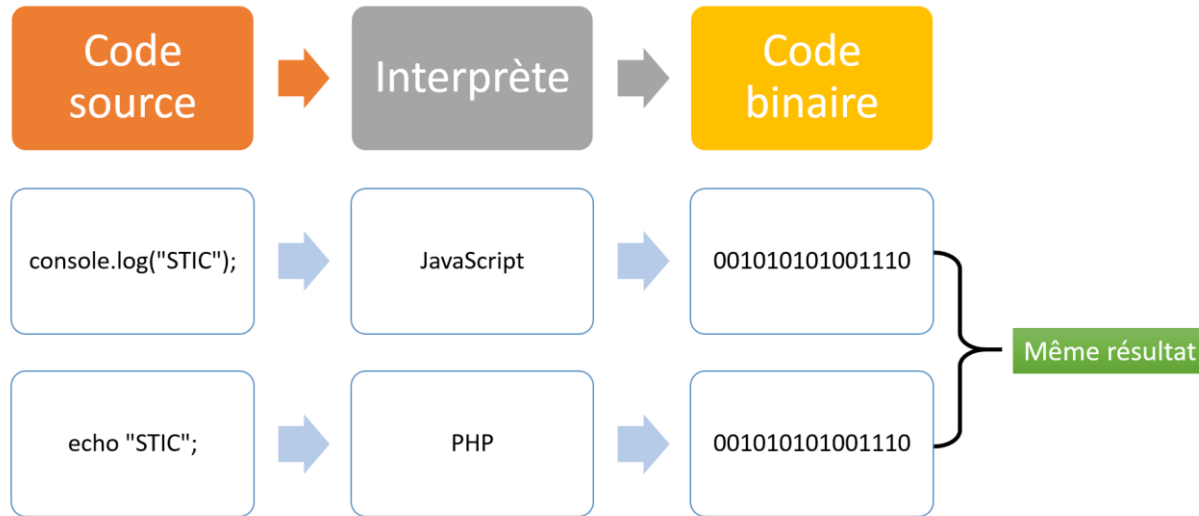 Code
source
Interprète
Code
binaire
console.log("STIC");
JavaScript
001010101001110
Même résultat
echo "STIC";
PHP
001010101001110